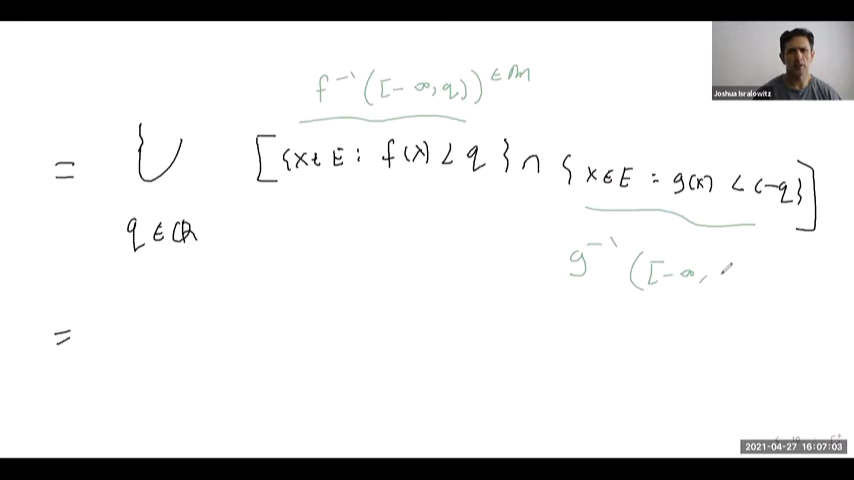 f⁻¹([-∞,q)) ∈ M
Joshua Isralowitz
= ∪ [{x∈E: f(x) < q} ∩ {x∈E : g(x) < c-q}]
q∈ℚ
g⁻¹([-∞,
=
2021-04-27 16:07:03